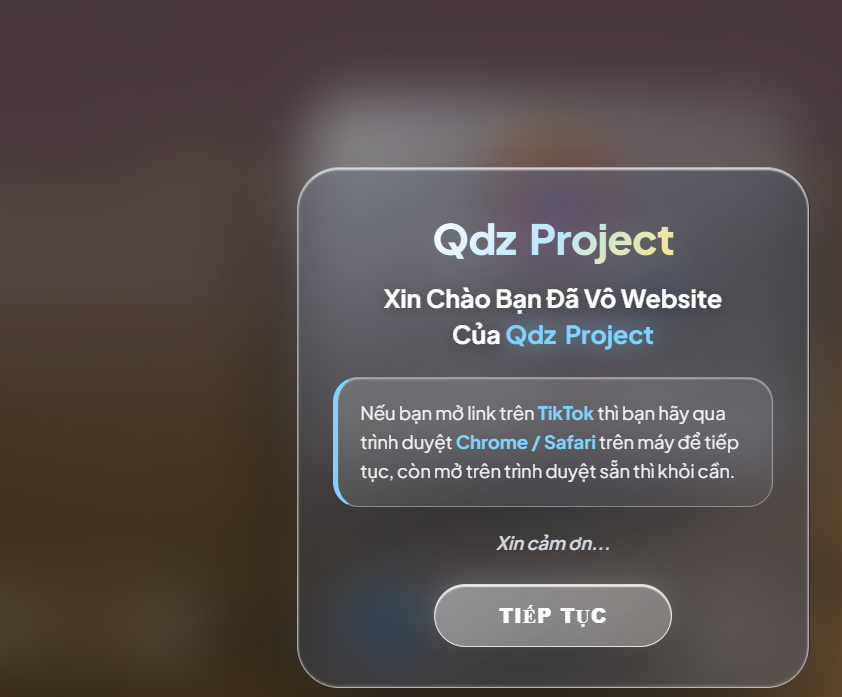 Qdz Project
Xin Chào Bạn Đã Vô Website
Của Qdz Project
Nếu bạn mở link trên TikTok thì bạn hãy qua
trình duyệt Chrome / Safari trên máy để tiếp
tục, còn mở trên trình duyệt sẵn thì khỏi cần.
Xin cảm ơn...
TIẾP TỤC